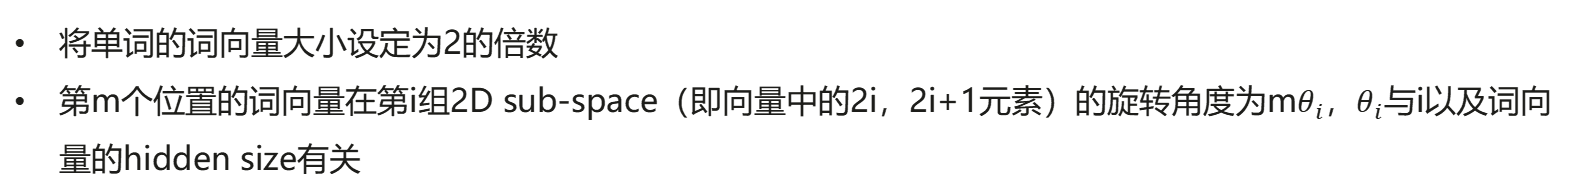 • 将单词的词向量大小设定为2的倍数
• 第m个位置的词向量在第i组2D sub-space（即向量中的2i，2i+1元素）的旋转角度为m𝜃ᵢ，𝜃ᵢ与i以及词向
量的hidden size有关